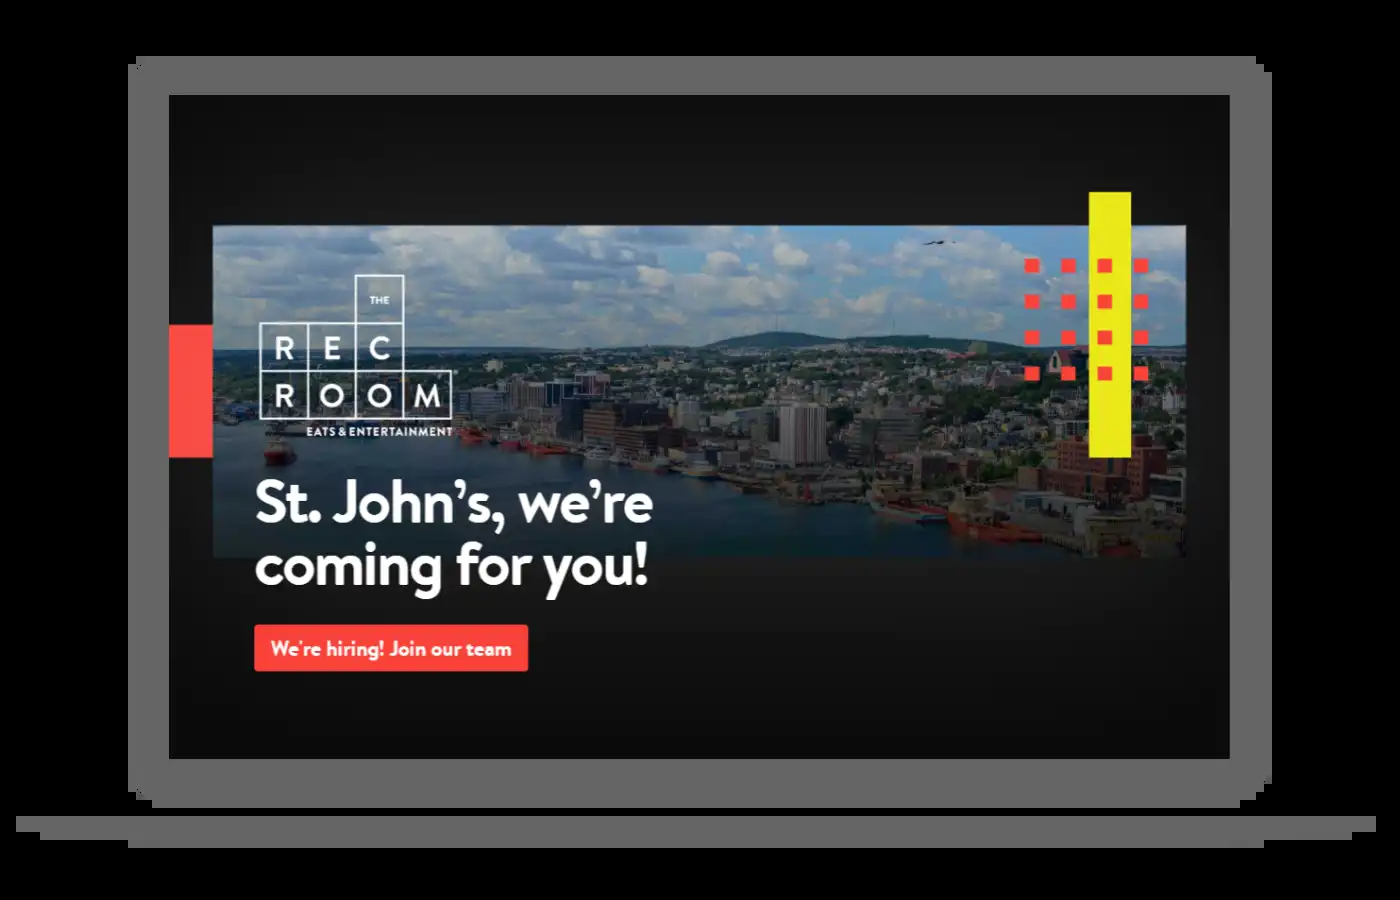 THE
REC
ROOM
EATS & ENTERTAINMENT
St. John’s, we’re
coming for you!
We're hiring! Join our team